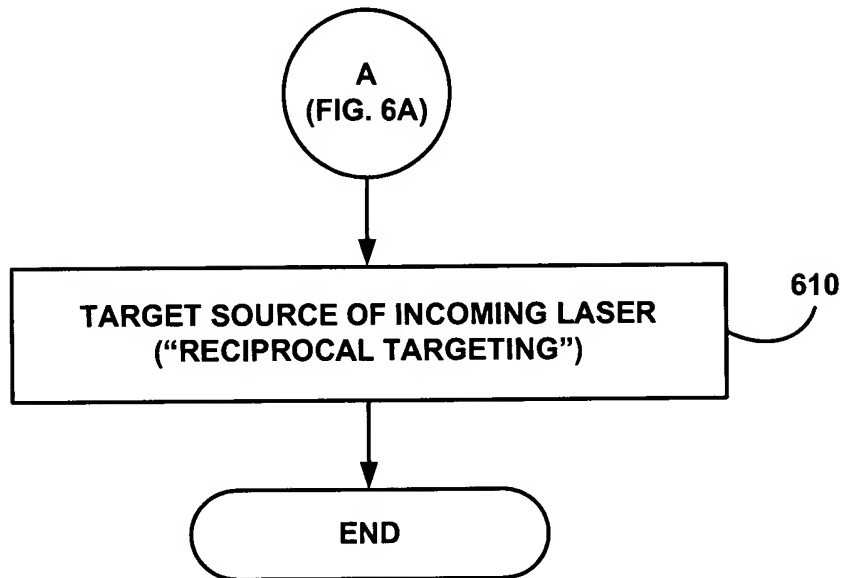 A
(FIG. 6A)
TARGET SOURCE OF INCOMING LASER
(“RECIPROCAL TARGETING”)
610
END